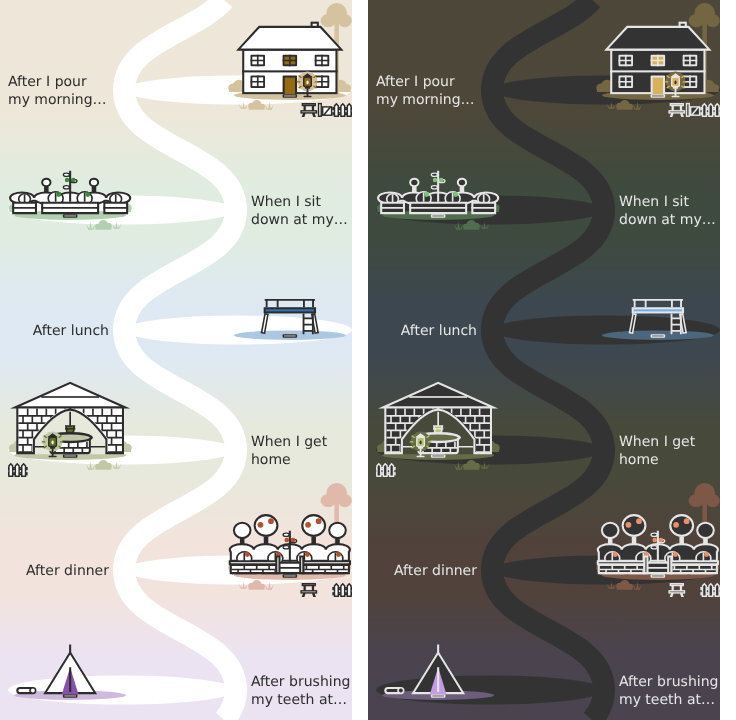 After I pour
my morning…
When I sit
down at my…
After lunch
When I get
home
After dinner
After brushing
my teeth at…
After I pour
my morning…
When I sit
down at my…
After lunch
When I get
home
After dinner
After brushing
my teeth at…